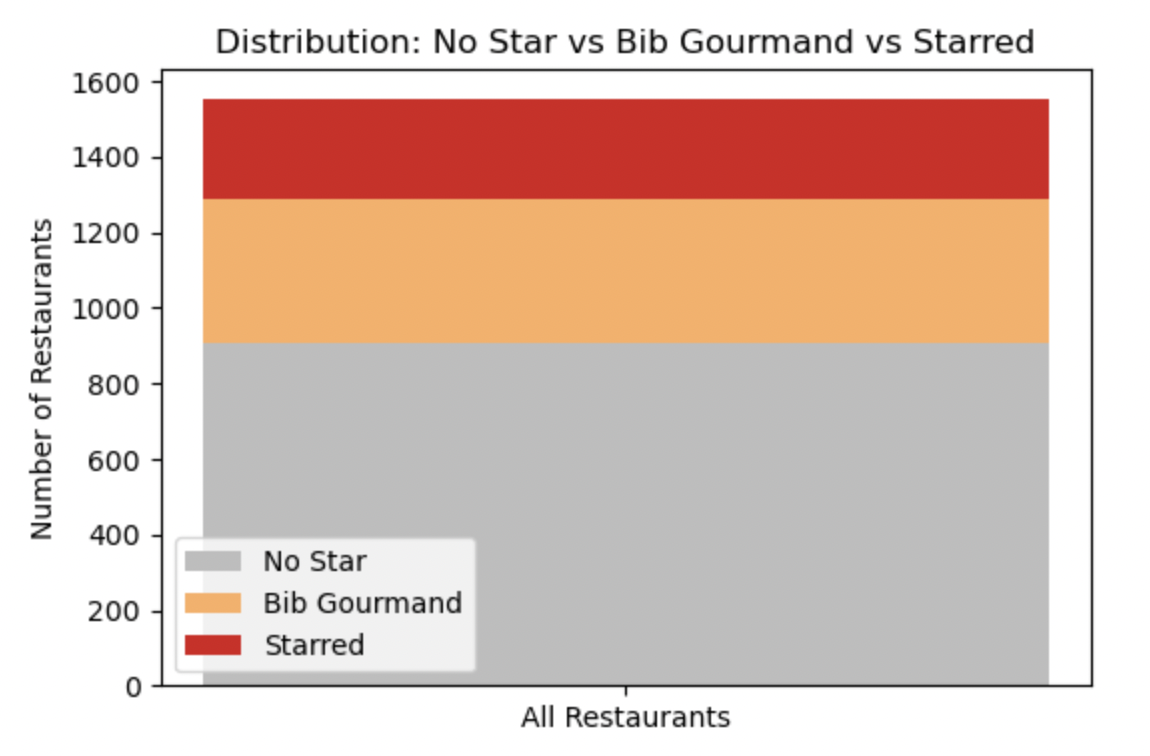 Distribution: No Star vs Bib Gourmand vs Starred
Number of Restaurants
1600
1400
1200
1000
800
600
400
200
0
No Star
Bib Gourmand
Starred
All Restaurants